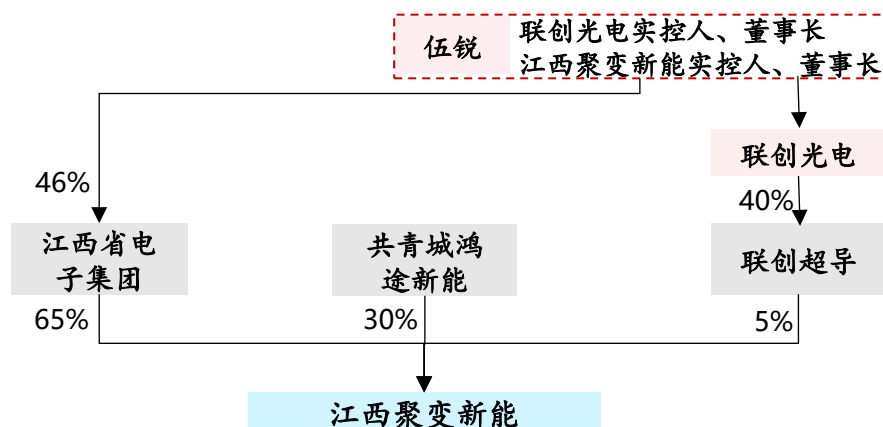 伍锐
联创光电实控人、董事长
江西聚变新能实控人、董事长
联创光电
46%
40%
江西省电
子集团
共青城鸿
途新能
联创超导
65%
30%
5%
江西聚变新能